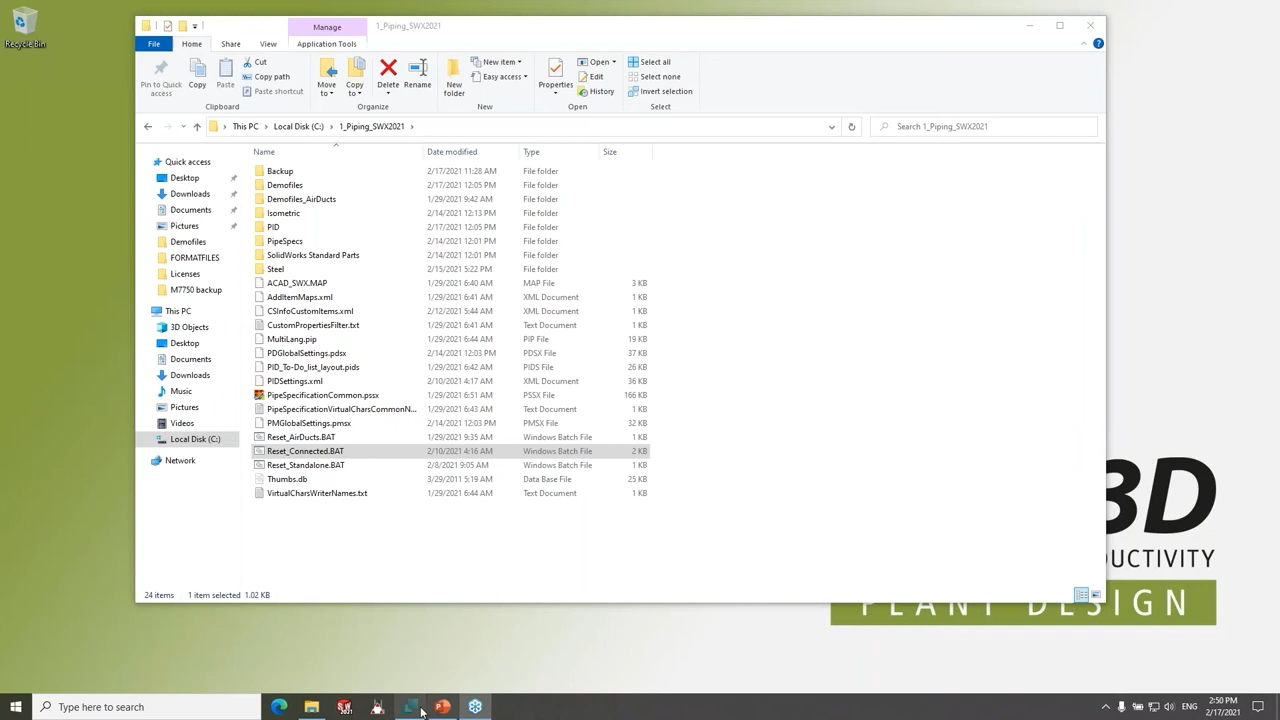 Recycle Bin
Manage
1_Piping_SWX2021
File
Home
Share
View
Application Tools
Pin to Quick access
Copy
Paste
Cut
Copy path
Paste shortcut
Clipboard
Move to
Copy to
Delete
Rename
Organize
New folder
New item
Easy access
New
Properties
Open
Edit
History
Open
Select all
Select none
Invert selection
Select
This PC > Local Disk (C:) > 1_Piping_SWX2021 >
Search 1_Piping_SWX2021
Name Date modified Type Size
Quick access
Desktop
Downloads
Documents
Pictures
Demofiles
FORMATFILES
Licenses
M7750 backup
This PC
3D Objects
Desktop
Documents
Downloads
Music
Pictures
Videos
Local Disk (C:)
Network
Backup 2/17/2021 11:28 AM File folder
Demofiles 2/17/2021 12:05 PM File folder
Demofiles_AirDucts 1/29/2021 9:42 AM File folder
Isometric 2/14/2021 12:13 PM File folder
PID 2/17/2021 12:05 PM File folder
PipeSpecs 2/14/2021 12:01 PM File folder
SolidWorks Standard Parts 2/14/2021 12:01 PM File folder
Steel 2/15/2021 5:22 PM File folder
ACAD_SWX.MAP 1/29/2021 6:40 AM MAP File 3 KB
AddItemMaps.xml 1/29/2021 6:41 AM XML Document 1 KB
CSInfoCustomItems.xml 2/12/2021 5:44 AM XML Document 1 KB
CustomPropertiesFilter.txt 1/29/2021 6:41 AM Text Document 1 KB
MultiLang.pip 1/29/2021 6:44 AM PIP File 19 KB
PDGlobalSettings.pdsx 2/14/2021 12:03 PM PDSX File 37 KB
PID_To-Do_list_layout.pids 1/29/2021 6:42 AM PIDS File 26 KB
PIDSettings.xml 2/10/2021 4:17 AM XML Document 36 KB
PipeSpecificationCommon.pssx 1/29/2021 6:51 AM PSSX File 166 KB
PipeSpecificationVirtualCharsCommonN... 1/29/2021 6:43 AM Text Document 1 KB
PMGlobalSettings.pmsx 2/14/2021 12:03 PM PMSX File 32 KB
Reset_AirDucts.BAT 1/29/2021 9:35 AM Windows Batch File 1 KB
Reset_Connected.BAT 2/10/2021 4:16 AM Windows Batch File 2 KB
Reset_Standalone.BAT 2/8/2021 9:05 AM Windows Batch File 1 KB
Thumbs.db 3/29/2011 5:19 AM Data Base File 25 KB
VirtualCharsWriterNames.txt 1/29/2021 6:44 AM Text Document 1 KB
24 items 1 item selected 1.02 KB
3D
PLANT DESIGN
Type here to search
2021
2:50 PM
2/17/2021